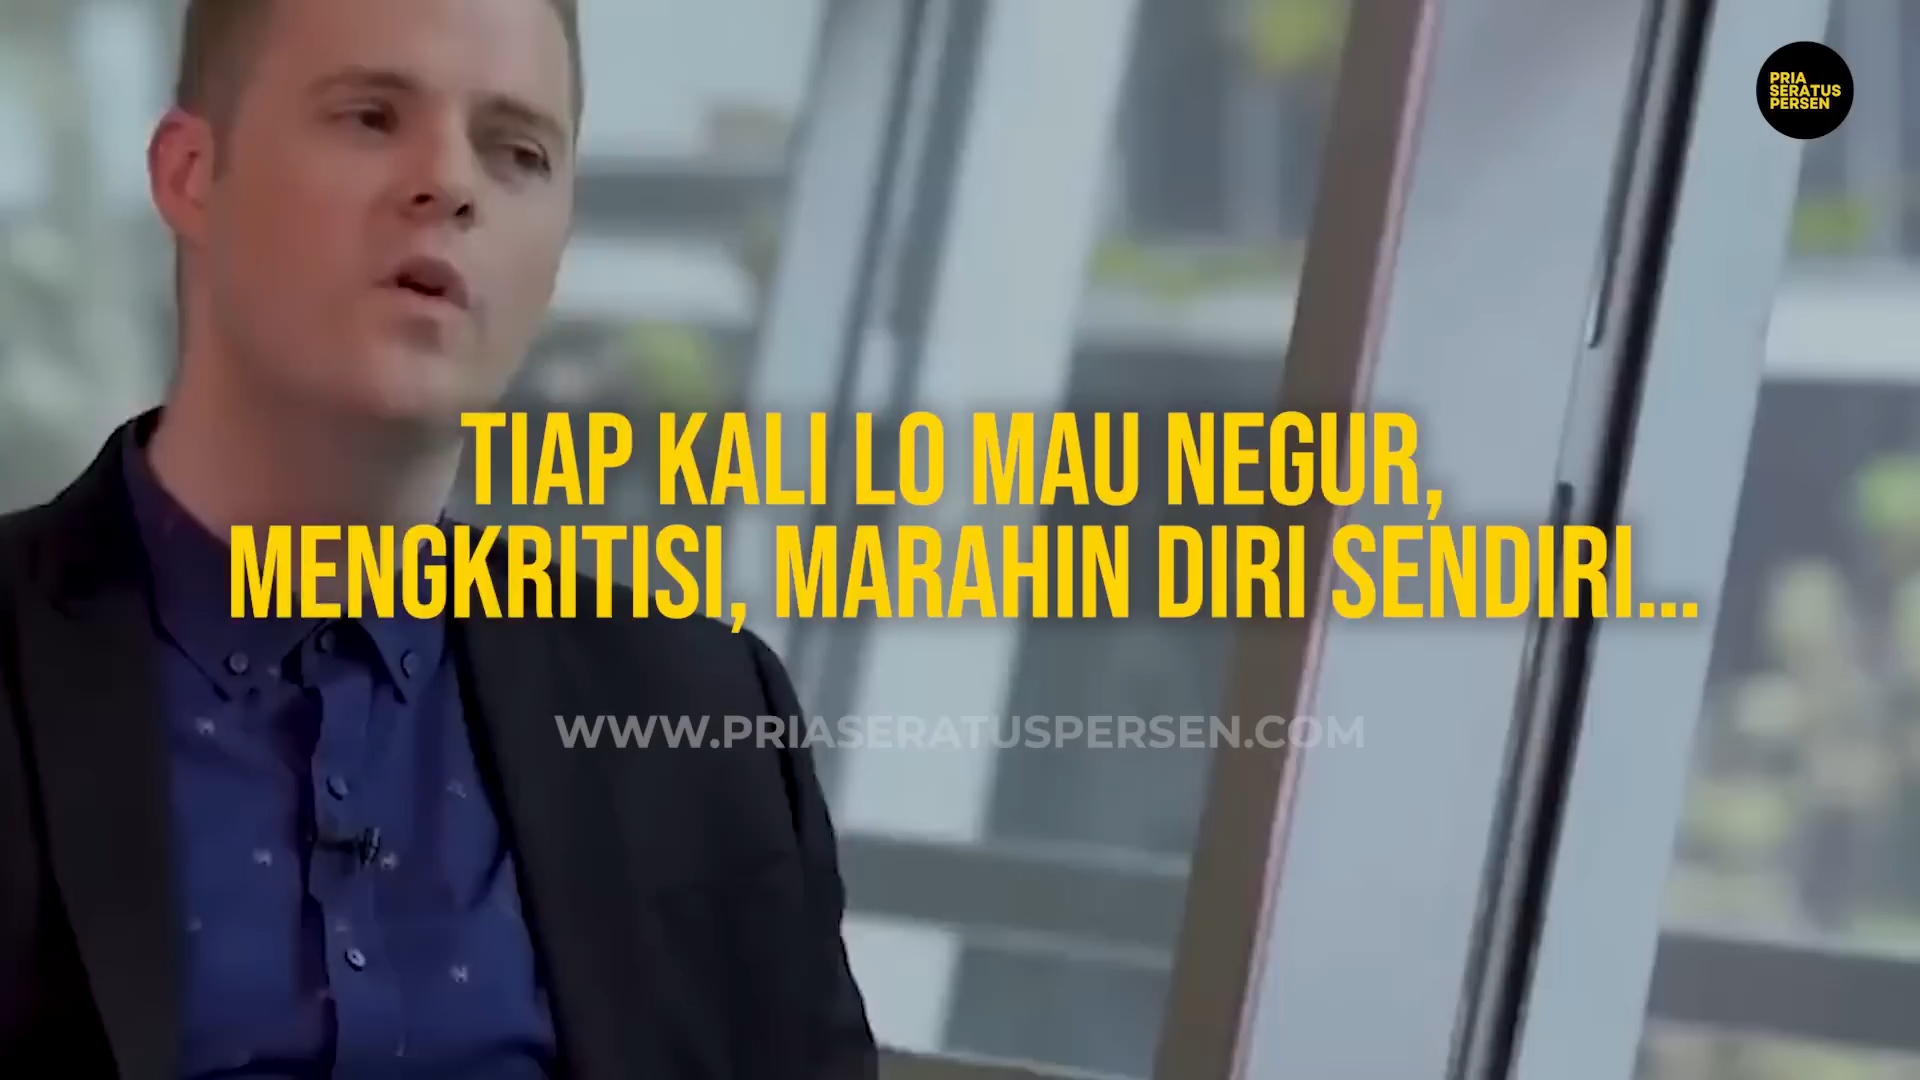 PRIA
SERATUS
PERSEN
TIAP KALI LO MAU NEGUR,
MENGKRITISI, MARAHIN DIRI SENDIRI...
WWW.PRIASERATUSPERSEN.COM